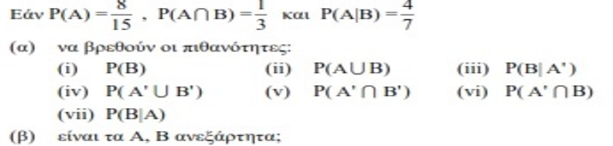 Εάν P(A) = 8/15 , P(A∩B) = 1/3 και P(A|B) = 4/7
(α) να βρεθούν οι πιθανότητες:
(i) P(B) (ii) P(A∪B) (iii) P(B|A')
(iv) P(A'∪B') (v) P(A'∩B') (vi) P(A'∩B)
(vii) P(B|A)
(β) είναι τα A, B ανεξάρτητα;